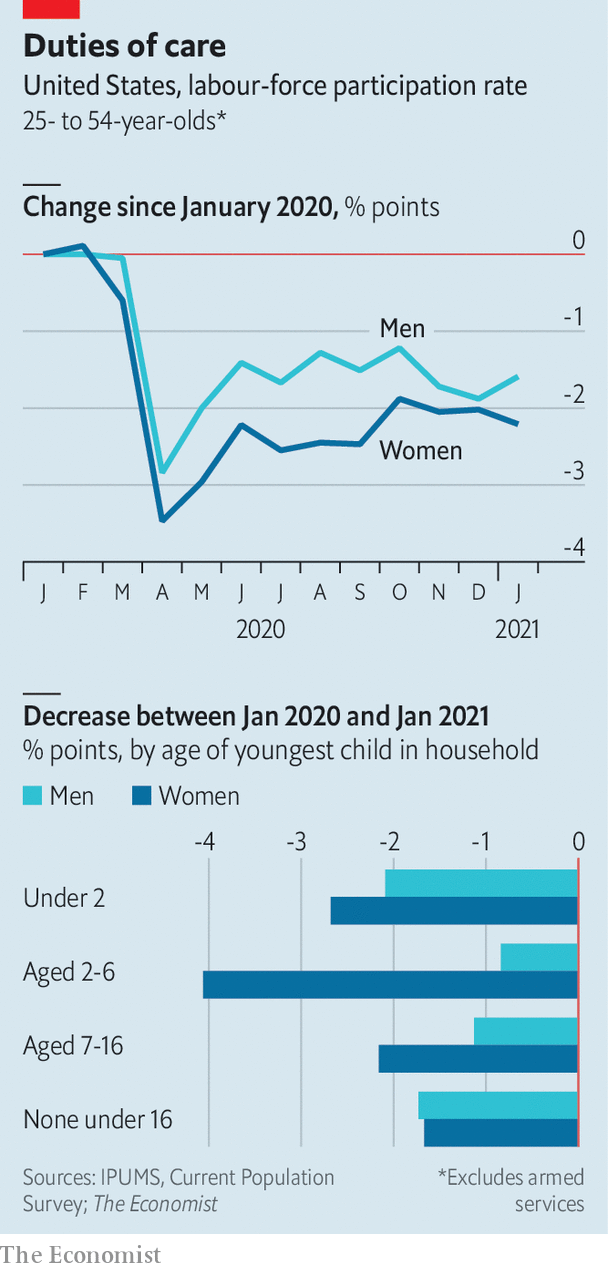 Duties of care
United States, labour-force participation rate
25- to 54-year-olds*
Change since January 2020, % points
0
-1
Men
-2
Women
-3
-4
J F M A M J J A S O N D J
2020 2021
Decrease between Jan 2020 and Jan 2021
% points, by age of youngest child in household
Men Women
-4 -3 -2 -1 0
Under 2
Aged 2-6
Aged 7-16
None under 16
Sources: IPUMS, Current Population
Survey; The Economist
*Excludes armed
services
The Economist